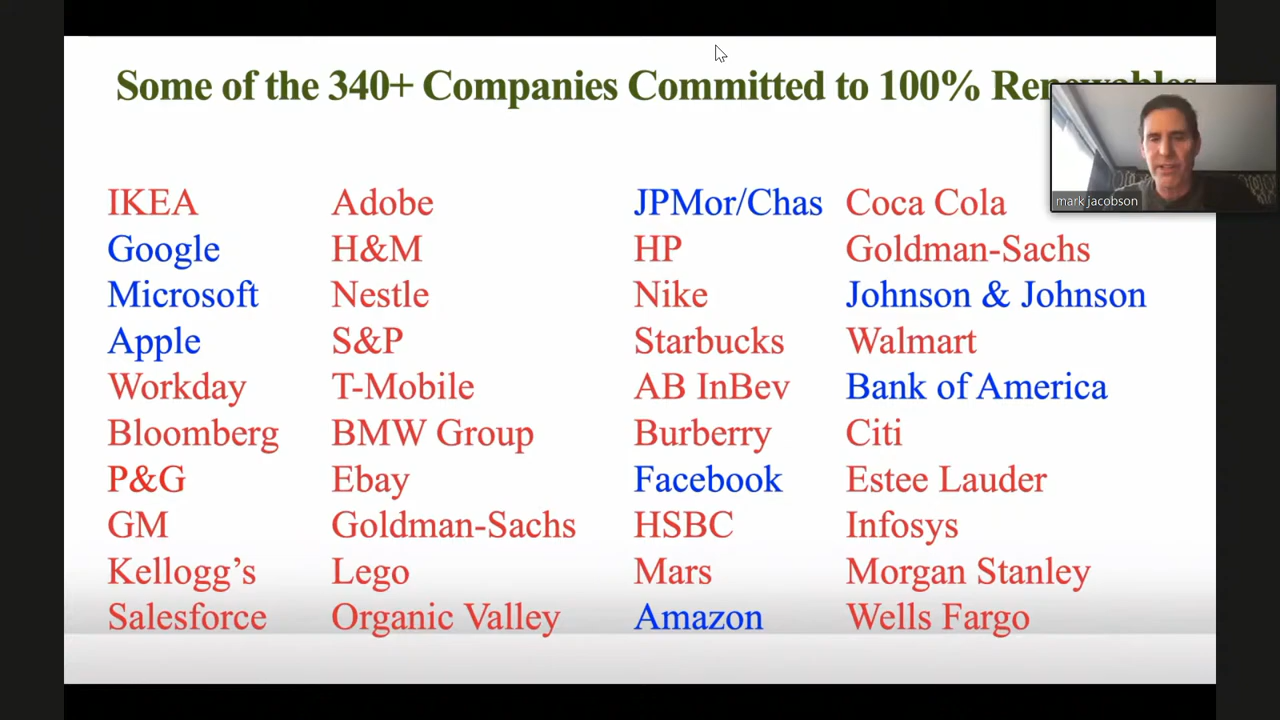 Some of the 340+ Companies Committed to 100% Renewables
mark jacobson
IKEA Adobe JPMor/Chas Coca Cola
Google H&M HP Goldman-Sachs
Microsoft Nestle Nike Johnson & Johnson
Apple S&P Starbucks Walmart
Workday T-Mobile AB InBev Bank of America
Bloomberg BMW Group Burberry Citi
P&G Ebay Facebook Estee Lauder
GM Goldman-Sachs HSBC Infosys
Kellogg’s Lego Mars Morgan Stanley
Salesforce Organic Valley Amazon Wells Fargo